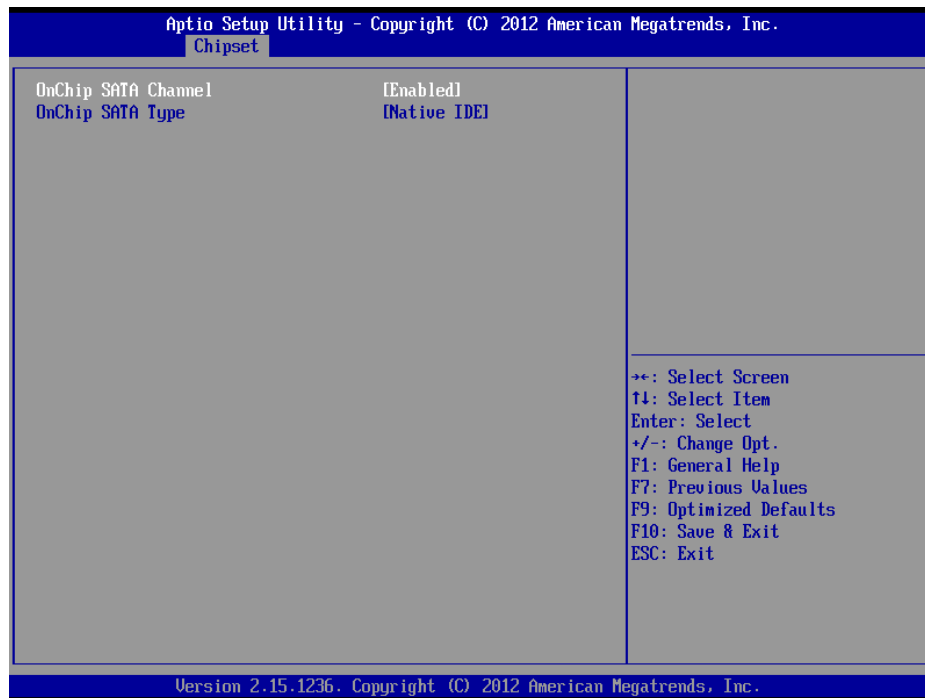 Aptio Setup Utility - Copyright (C) 2012 American Megatrends, Inc.
Chipset
OnChip SATA Channel [Enabled]
OnChip SATA Type [Native IDE]
→←: Select Screen
↑↓: Select Item
Enter: Select
+/-: Change Opt.
F1: General Help
F7: Previous Values
F9: Optimized Defaults
F10: Save & Exit
ESC: Exit
Version 2.15.1236. Copyright (C) 2012 American Megatrends, Inc.